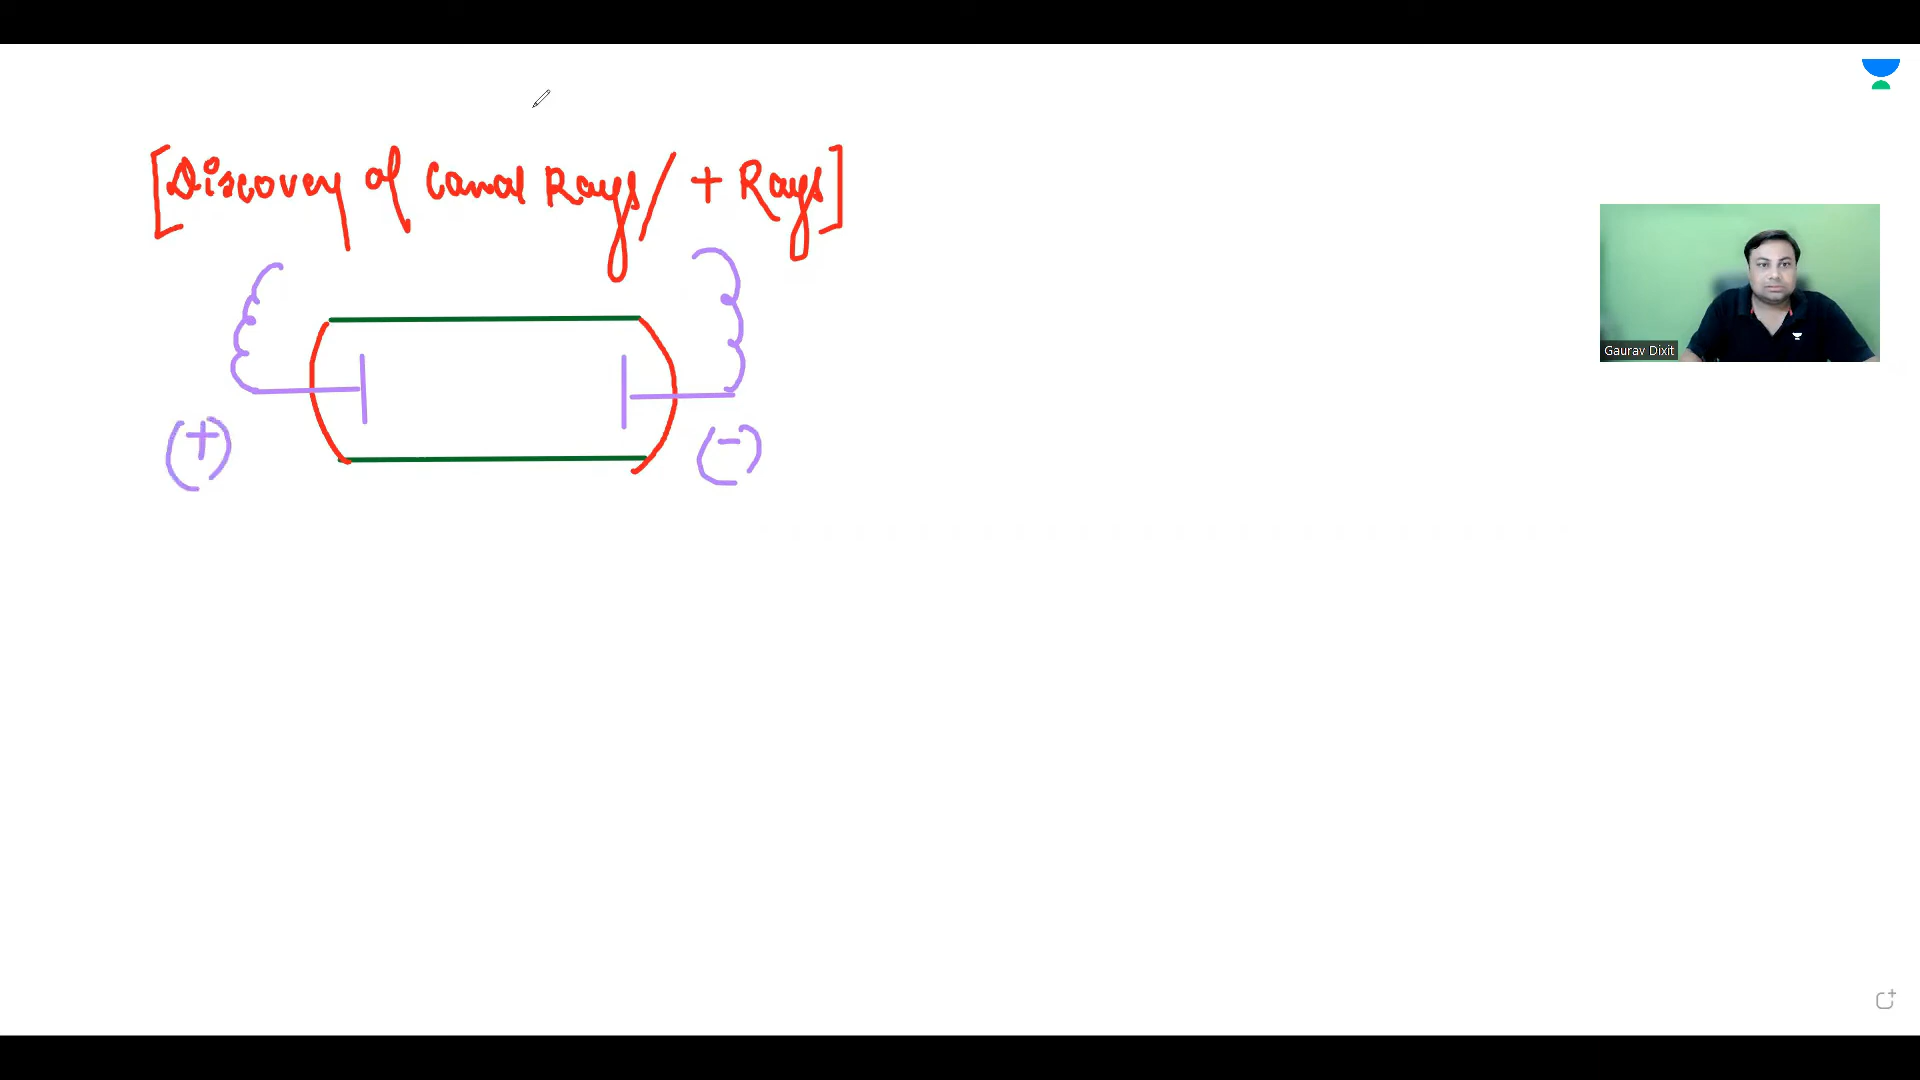 [Discovery of Canal Rays/ + Rays]
(+)
(-)
Gaurav Dixit